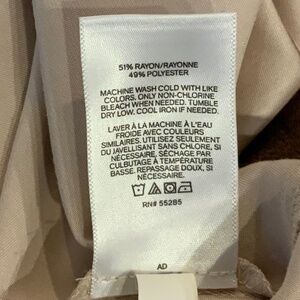 51% RAYON/RAYONNE
49% POLYESTER
MACHINE WASH COLD WITH LIKE
COLORS. ONLY NON-CHLORINE
BLEACH WHEN NEEDED. TUMBLE
DRY LOW. COOL IRON IF NEEDED.
LAVER À LA MACHINE À L'EAU
FROIDE AVEC COULEURS
SIMILAIRES. UTILISEZ SEULEMENT
DU JAVELLISANT SANS CHLORE, SI
NÉCESSAIRE. SÉCHAGE PAR
CULBUTAGE À TEMPÉRATURE
BASSE. REPASSAGE DOUX, SI
NÉCESSAIRE.
RN# 55285
AD